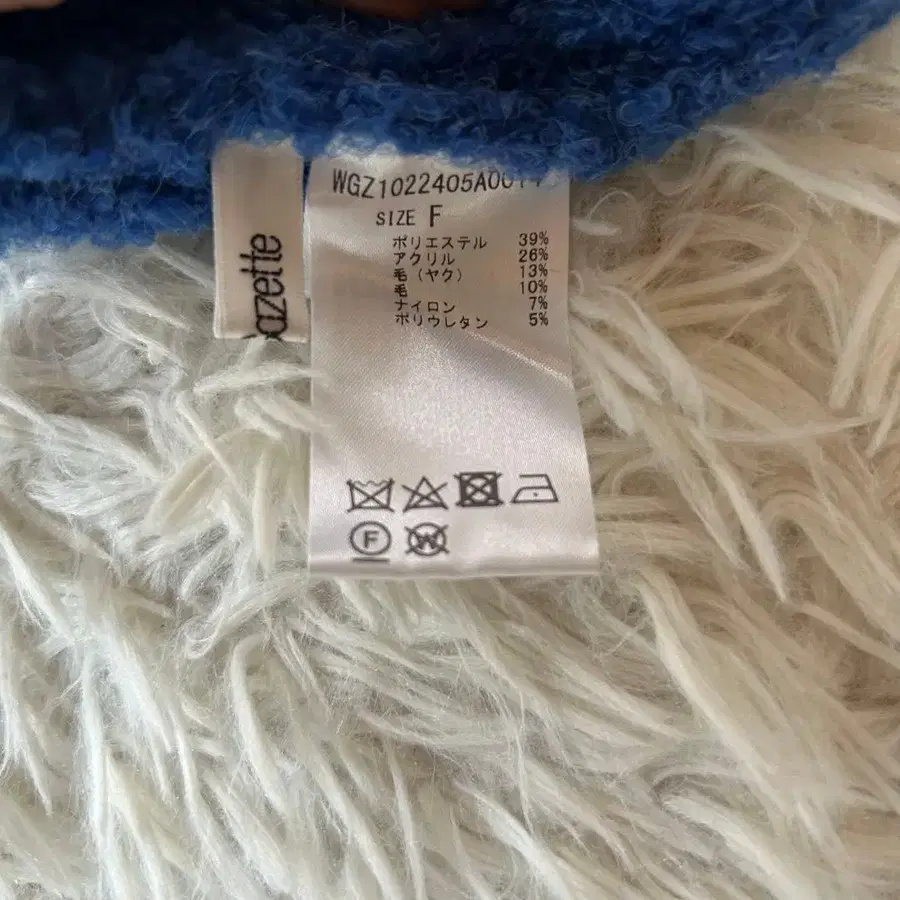 SIZE F
ポリエステル 39%
アクリル 26%
毛(ヤク) 13%
毛 10%
ナイロン 7%
ポリウレタン 5%
F
W
azette